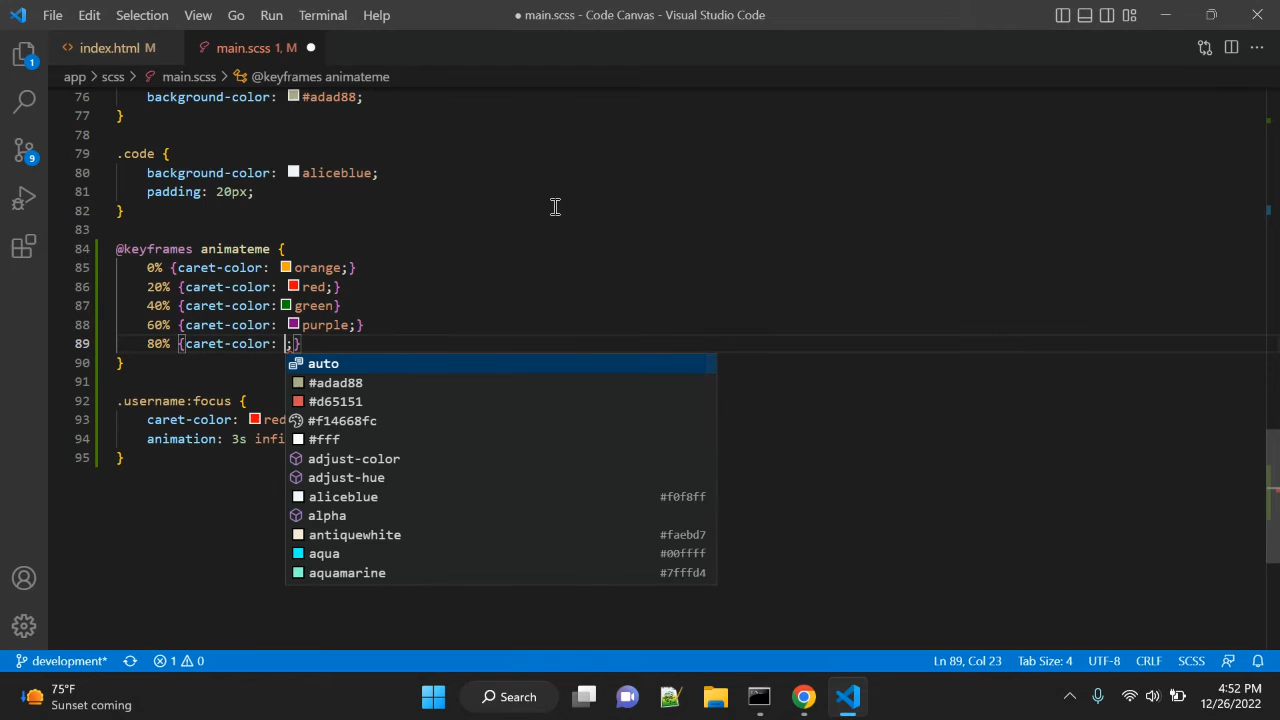 File Edit Selection View Go Run Terminal Help
● main.scss - Code Canvas - Visual Studio Code
index.html M
main.scss 1, M
app > scss > main.scss > @keyframes animateme
76 background-color: #adad88;
77 }
78
79 .code {
80 background-color: aliceblue;
81 padding: 20px;
82 }
83
84 @keyframes animateme {
85 0% {caret-color: orange;}
86 20% {caret-color: red;}
87 40% {caret-color: green}
88 60% {caret-color: purple;}
89 80% {caret-color: ;}
90 }
91
92 .username:focus {
93 caret-color: red
94 animation: 3s infi
95 }
auto
#adad88
#d65151
#f14668fc
#fff
adjust-color
adjust-hue
aliceblue #f0f8ff
alpha
antiquewhite #faebd7
aqua #00ffff
aquamarine #7fffd4
1
9
development* 1 0 Ln 89, Col 23 Tab Size: 4 UTF-8 CRLF SCSS
75°F
Sunset coming
Search
4:52 PM
12/26/2022